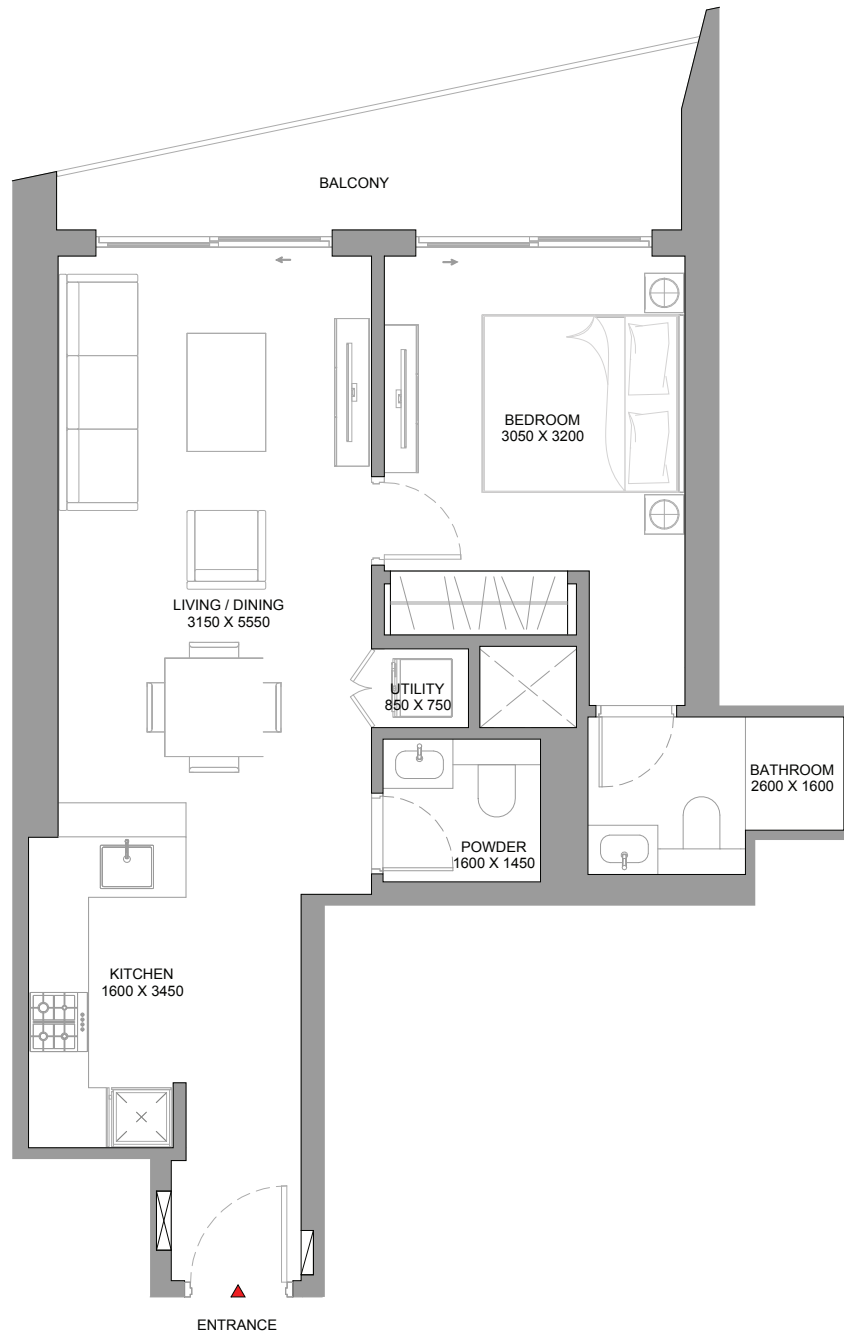 BALCONY
BEDROOM
3050 X 3200
LIVING / DINING
3150 X 5550
UTILITY
850 X 750
BATHROOM
2600 X 1600
POWDER
1600 X 1450
KITCHEN
1600 X 3450
ENTRANCE